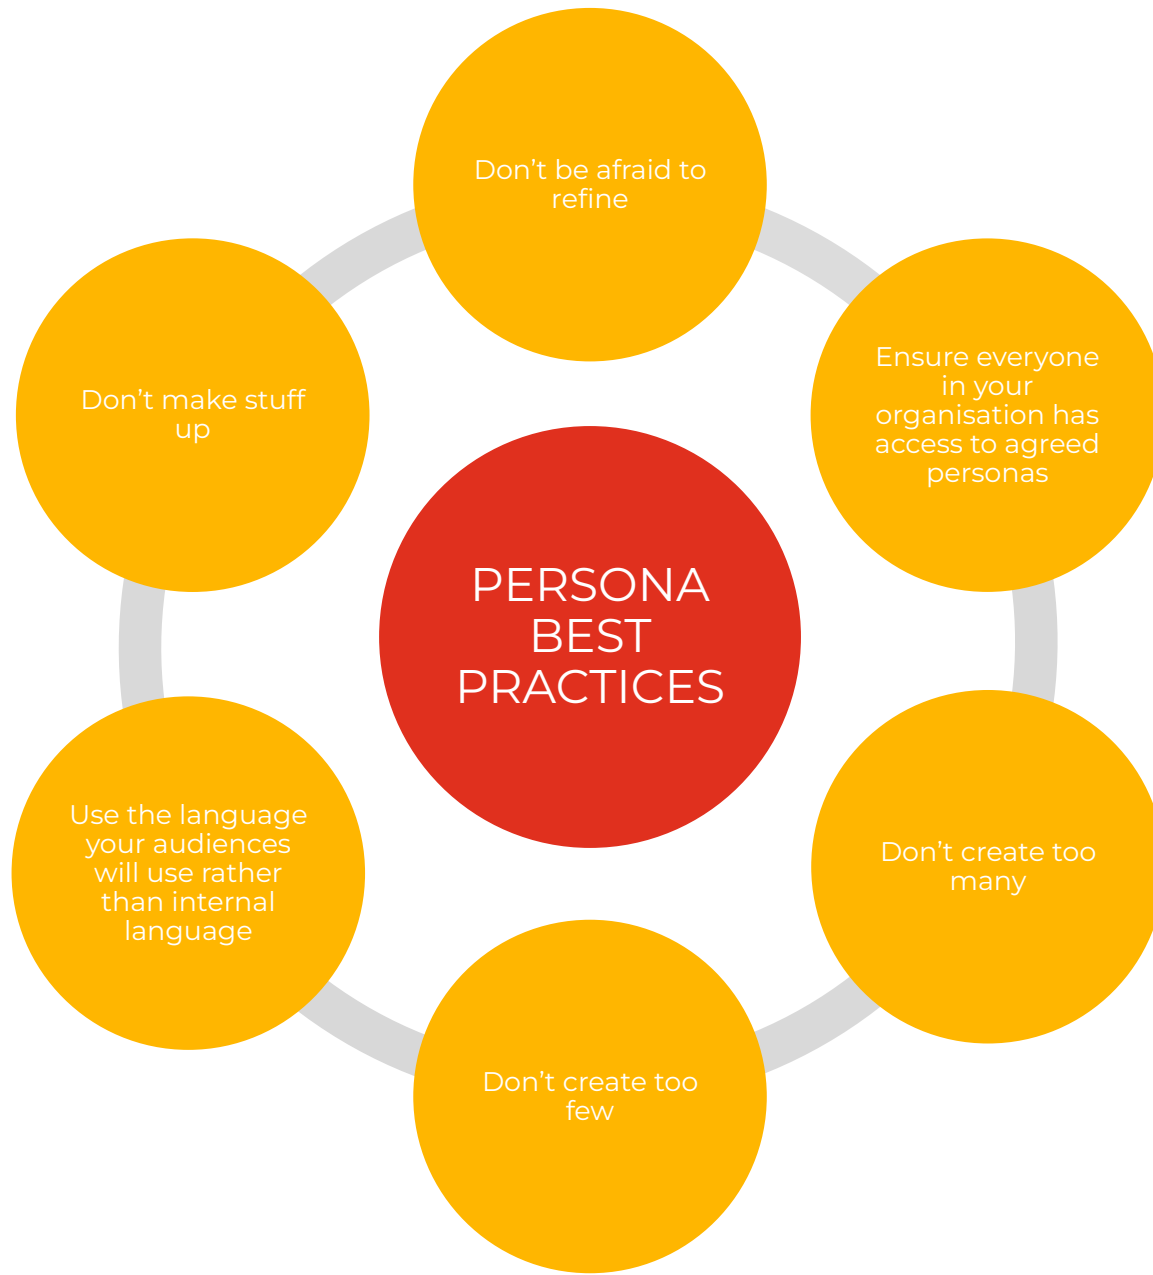 Don’t be afraid to
refine
Ensure everyone
in your
organisation has
access to agreed
personas
Don’t make stuff
up
PERSONA
BEST
PRACTICES
Use the language
your audiences
will use rather
than internal
language
Don’t create too
many
Don’t create too
few